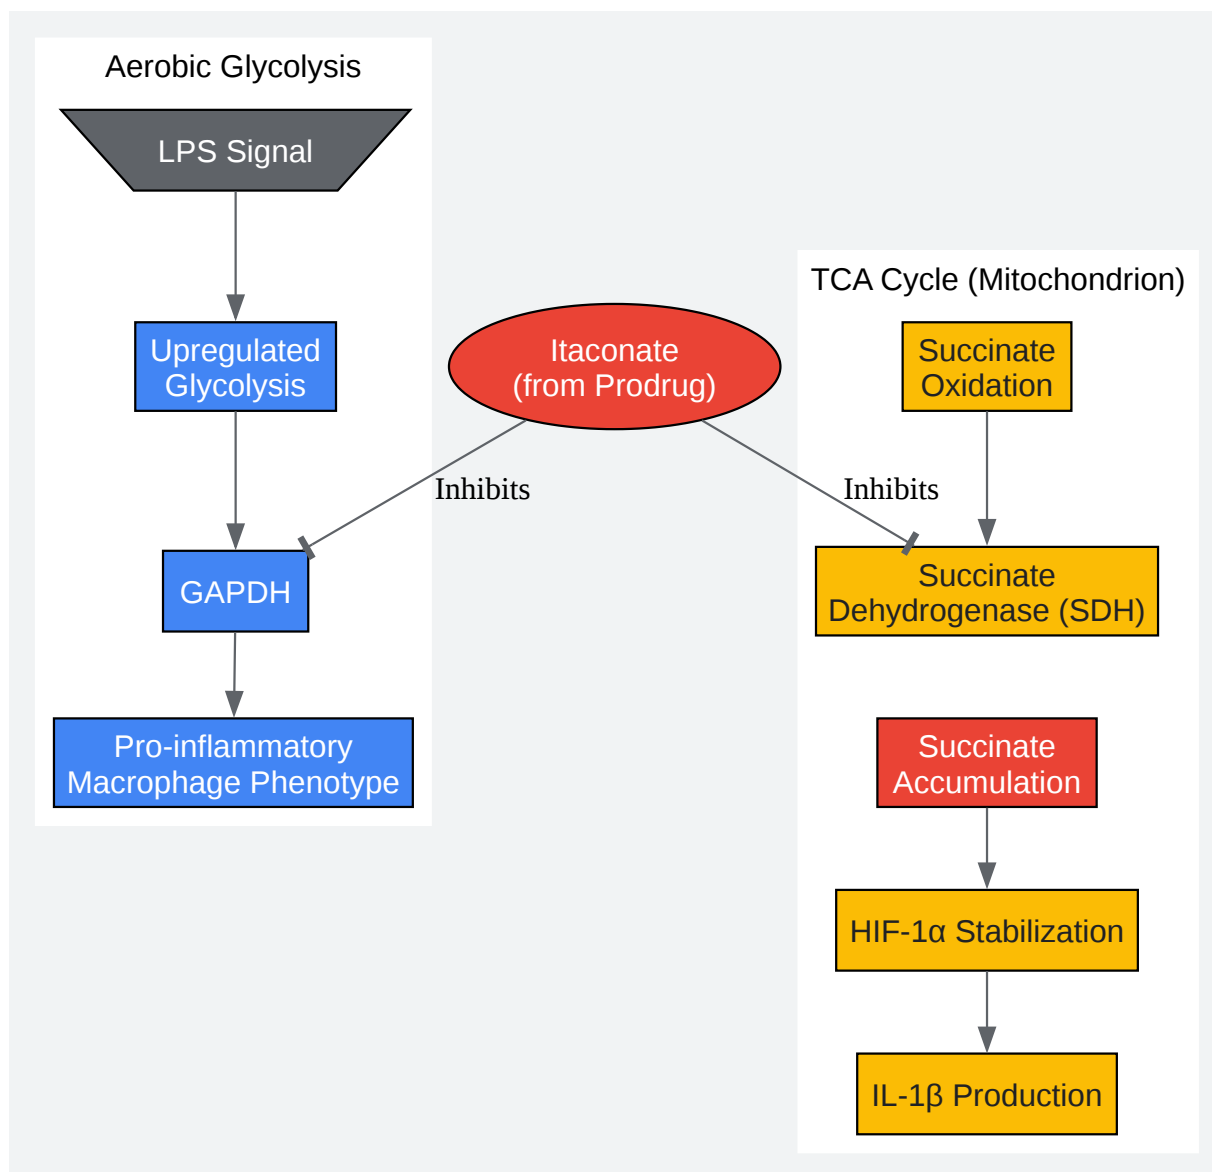 Aerobic Glycolysis
LPS Signal
Upregulated
Glycolysis
GAPDH
Pro-inflammatory
Macrophage Phenotype
Itaconate
(from Prodrug)
Inhibits
Inhibits
TCA Cycle (Mitochondrion)
Succinate
Oxidation
Succinate
Dehydrogenase (SDH)
Succinate
Accumulation
HIF-1α Stabilization
IL-1β Production